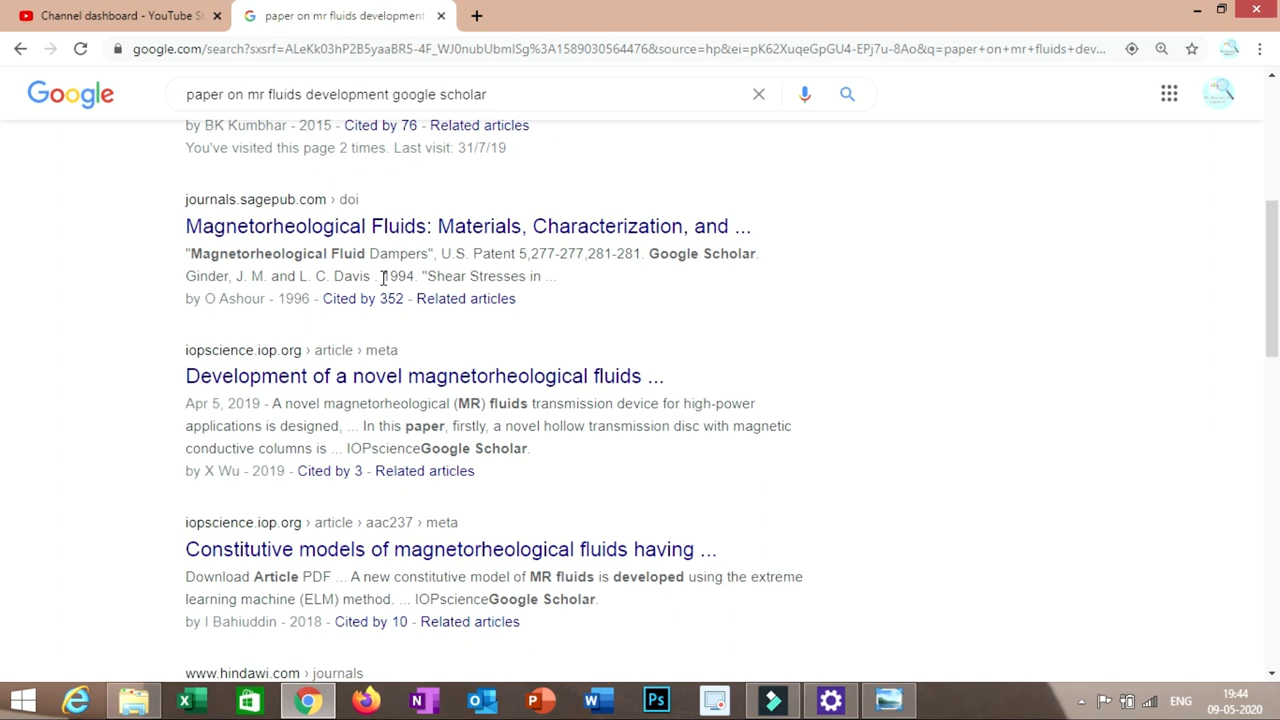 Channel dashboard - YouTube St
paper on mr fluids development
google.com/search?sxsrf=ALeKk03hP2B5yaaBR5-4F_WJ0nubUbmISg%3A1589030564476&source=hp&ei=pK62XuqeGpGU4-EPj7u-8Ao&q=paper+on+mr+fluids+dev...
Google
paper on mr fluids development google scholar
by BK Kumbhar - 2015 - Cited by 76 - Related articles
You've visited this page 2 times. Last visit: 31/7/19
journals.sagepub.com › doi
Magnetorheological Fluids: Materials, Characterization, and ...
"Magnetorheological Fluid Dampers", U.S. Patent 5,277-277,281-281. Google Scholar.
Ginder, J. M. and L. C. Davis . 1994. "Shear Stresses in ...
by O Ashour - 1996 - Cited by 352 - Related articles
iopscience.iop.org › article › meta
Development of a novel magnetorheological fluids ...
Apr 5, 2019 - A novel magnetorheological (MR) fluids transmission device for high-power
applications is designed, ... In this paper, firstly, a novel hollow transmission disc with magnetic
conductive columns is ... IOPscienceGoogle Scholar.
by X Wu - 2019 - Cited by 3 - Related articles
iopscience.iop.org › article › aac237 › meta
Constitutive models of magnetorheological fluids having ...
Download Article PDF ... A new constitutive model of MR fluids is developed using the extreme
learning machine (ELM) method. ... IOPscienceGoogle Scholar.
by I Bahiuddin - 2018 - Cited by 10 - Related articles
www.hindawi.com › journals
ENG
19:44
09-05-2020